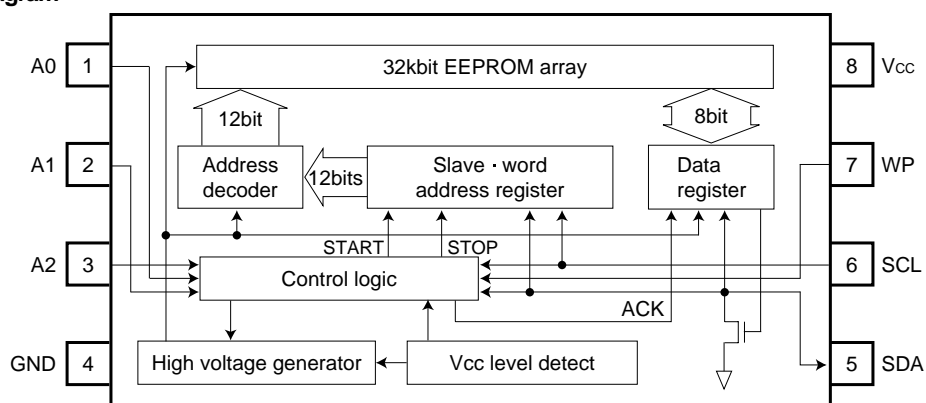 A0 1
32kbit EEPROM array
8 Vcc
12bit
8bit
A1 2
Address
decoder
12bits
Slave · word
address register
Data
register
7 WP
START
STOP
A2 3
Control logic
6 SCL
ACK
GND 4
High voltage generator
Vcc level detect
5 SDA